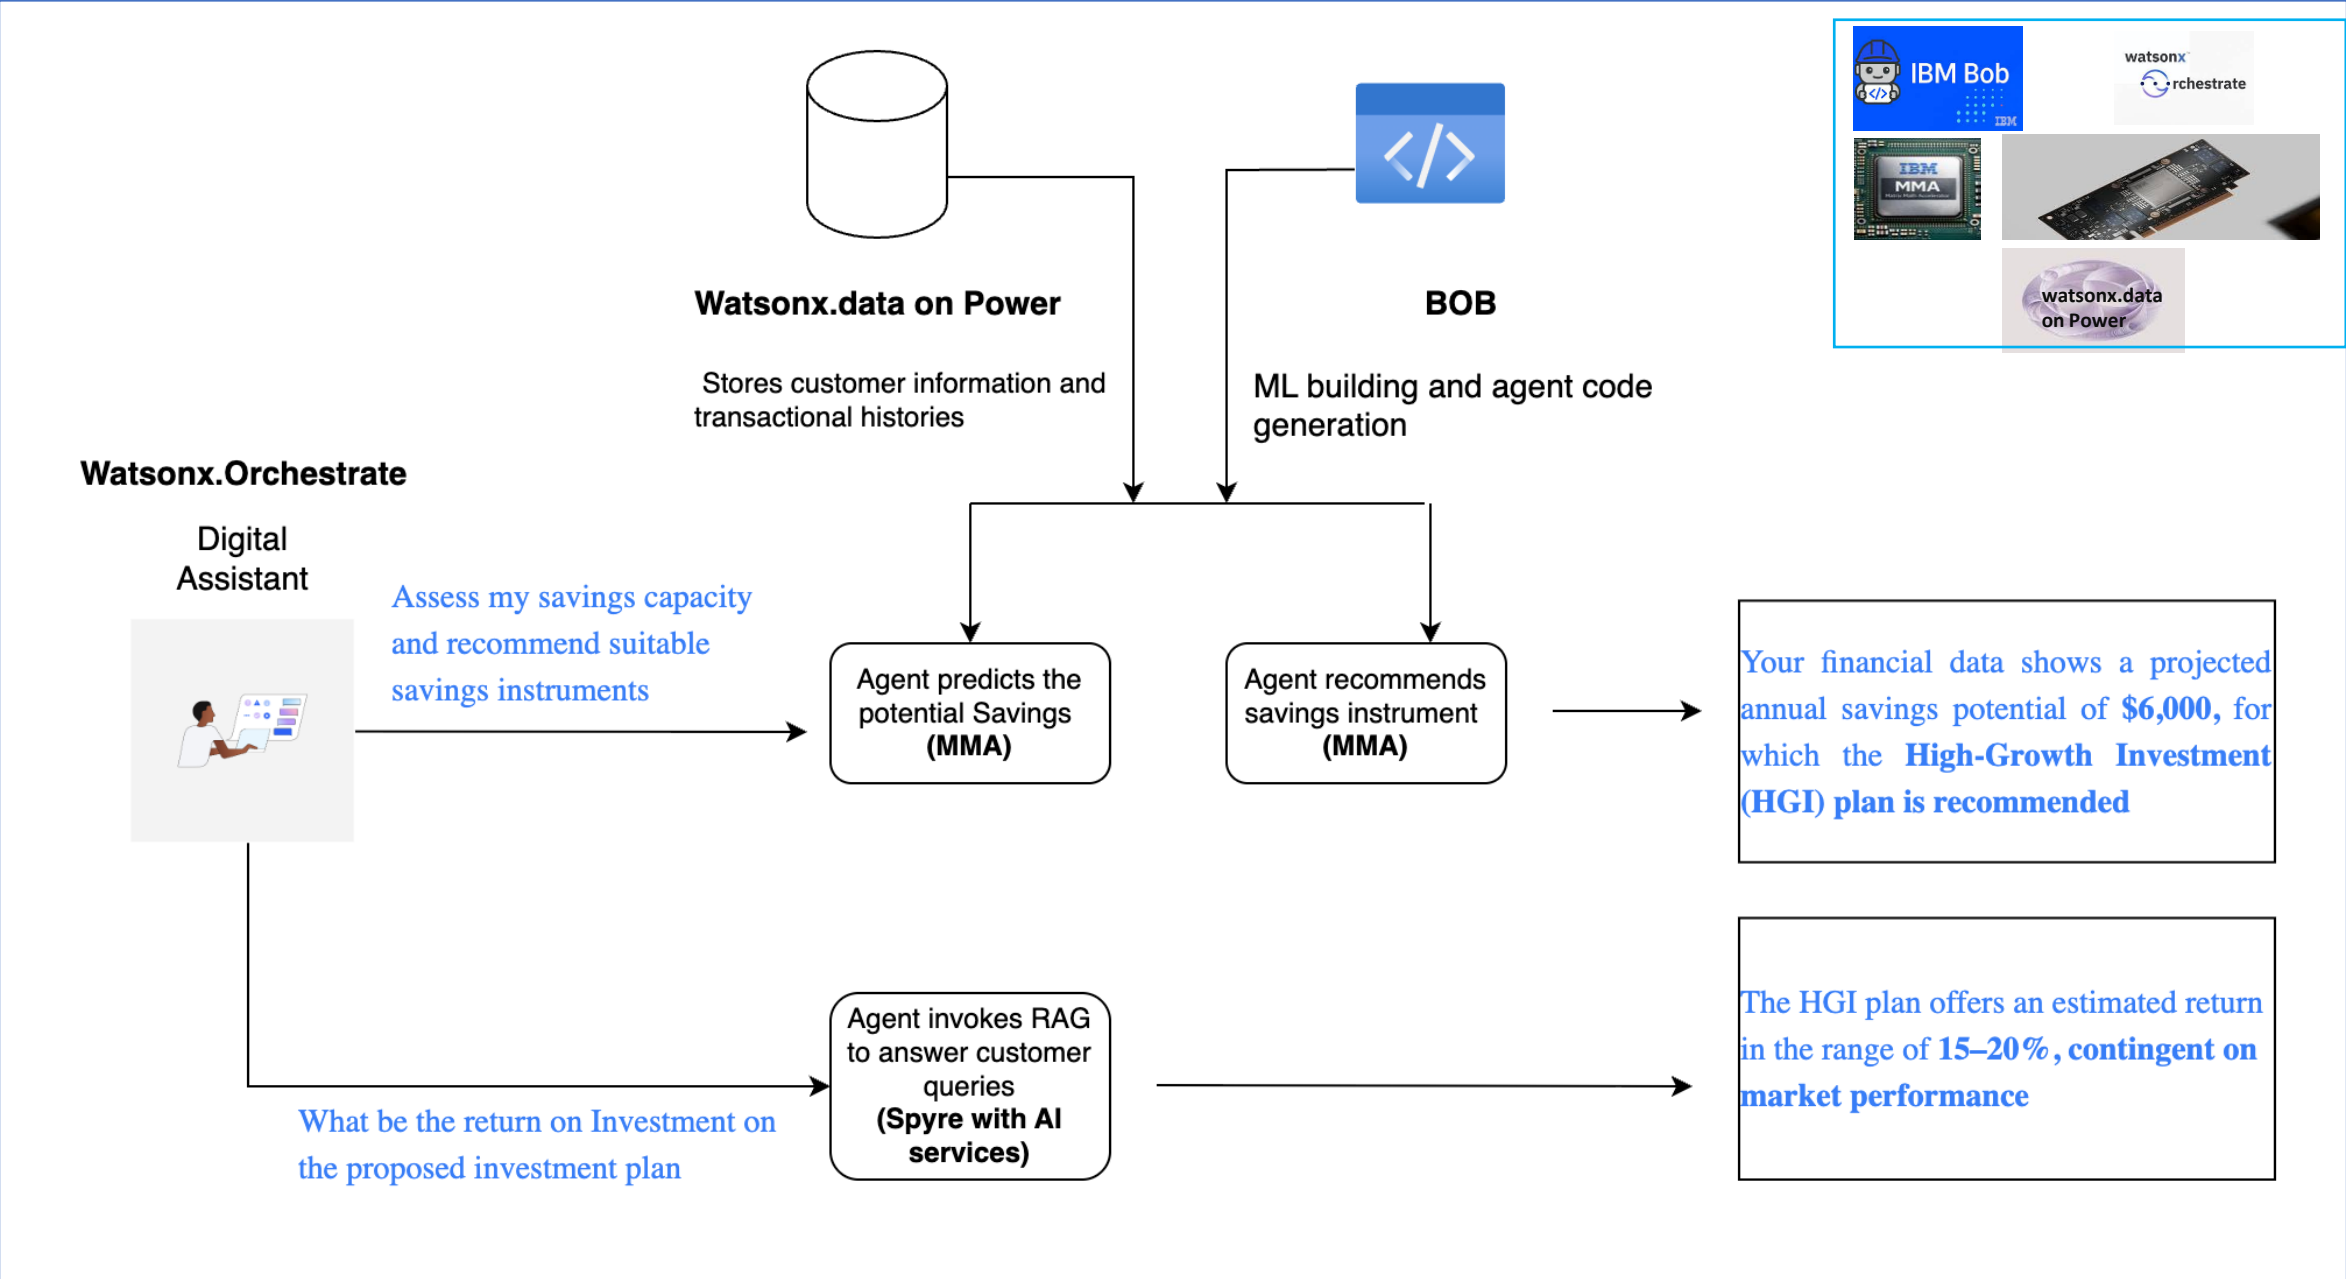 IBM Bob
IBM
watsonx
rchestrate
IBM
MMA
watsonx.data
on Power
Watsonx.data on Power
BOB
Stores customer information and
transactional histories
ML building and agent code
generation
Watsonx.Orchestrate
Digital
Assistant
Assess my savings capacity
and recommend suitable
savings instruments
Agent predicts the
potential Savings
(MMA)
Agent recommends
savings instrument
(MMA)
Your financial data shows a projected
annual savings potential of $6,000, for
which the High-Growth Investment
(HGI) plan is recommended
Agent invokes RAG
to answer customer
queries
(Spyre with AI
services)
What be the return on Investment on
the proposed investment plan
The HGI plan offers an estimated return
in the range of 15–20%, contingent on
market performance